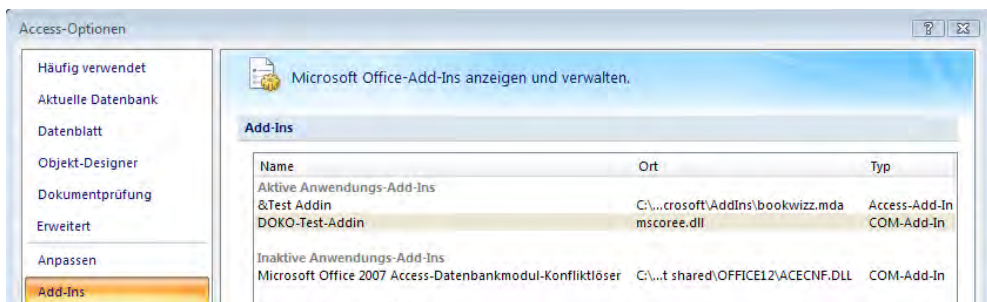 Access-Optionen
Häufig verwendet
Aktuelle Datenbank
Datenblatt
Objekt-Designer
Dokumentprüfung
Erweitert
Anpassen
Add-Ins
Microsoft Office-Add-Ins anzeigen und verwalten.
Add-Ins
Name Ort Typ
Aktive Anwendungs-Add-Ins
&Test Addin C:\...crosoft\AddIns\bookwizz.mda Access-Add-In
DOKO-Test-Addin mscoree.dll COM-Add-In
Inaktive Anwendungs-Add-Ins
Microsoft Office 2007 Access-Datenbankmodul-Konfliktlöser C:\...t shared\OFFICE12\ACECNF.DLL COM-Add-In